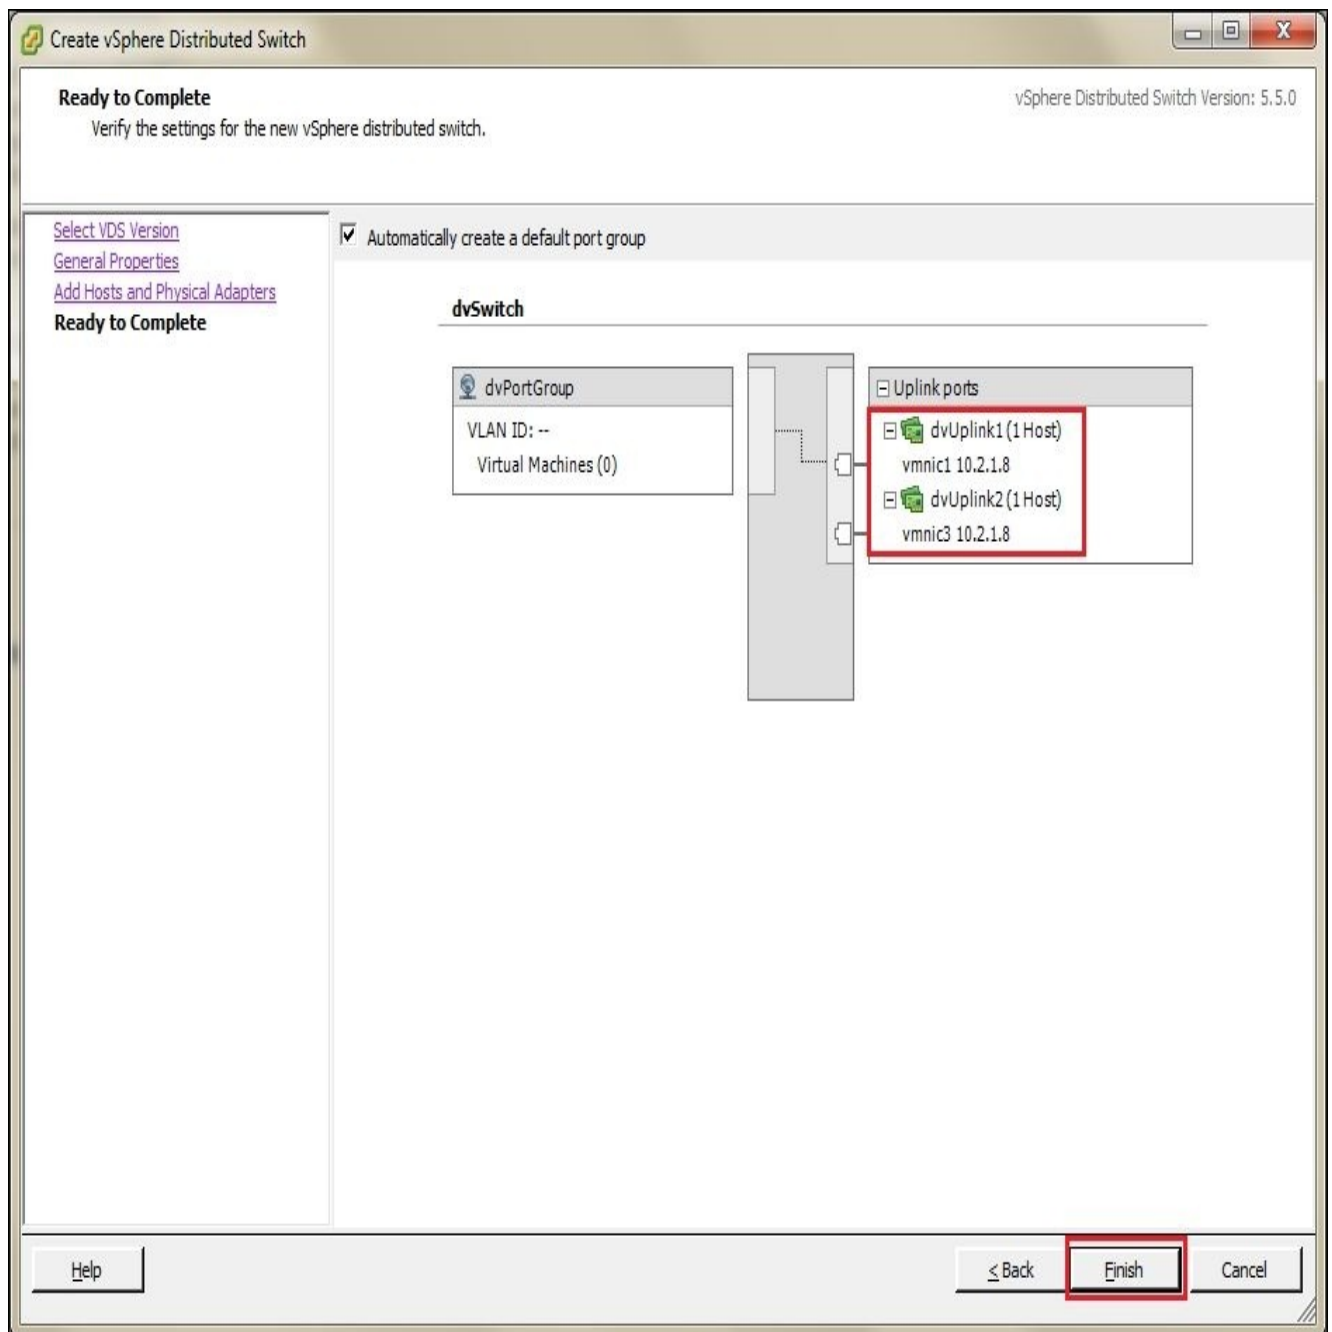 Create vSphere Distributed Switch
Ready to Complete
vSphere Distributed Switch Version: 5.5.0
Verify the settings for the new vSphere distributed switch.
Select VDS Version
General Properties
Add Hosts and Physical Adapters
Ready to Complete
Automatically create a default port group
dvSwitch
dvPortGroup
VLAN ID: --
Virtual Machines (0)
Uplink ports
dvUplink1 (1 Host)
vmnic1 10.2.1.8
dvUplink2 (1 Host)
vmnic3 10.2.1.8
Help
< Back
Finish
Cancel